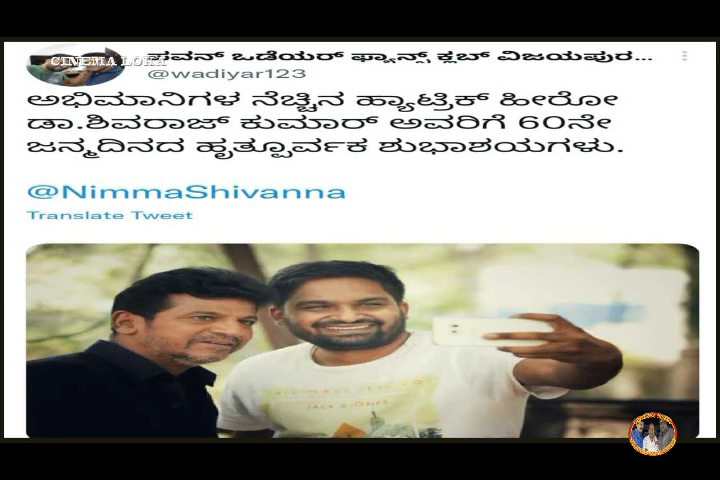 CINEMA LOKA
ಪವನ್ ಒಡೆಯರ್ ಫ್ಯಾನ್ಸ್ ಕ್ಲಬ್ ವಿಜಯಪುರ...
@wadiyar123
ಅಭಿಮಾನಿಗಳ ನೆಚ್ಚಿನ ಹ್ಯಾಟ್ರಿಕ್ ಹೀರೋ
ಡಾ.ಶಿವರಾಜ್ ಕುಮಾರ್ ಅವರಿಗೆ 60ನೇ
ಜನ್ಮದಿನದ ಹೃತ್ಪೂರ್ವಕ ಶುಭಾಶಯಗಳು.
@NimmaShivanna
Translate Tweet
JACK & JONES